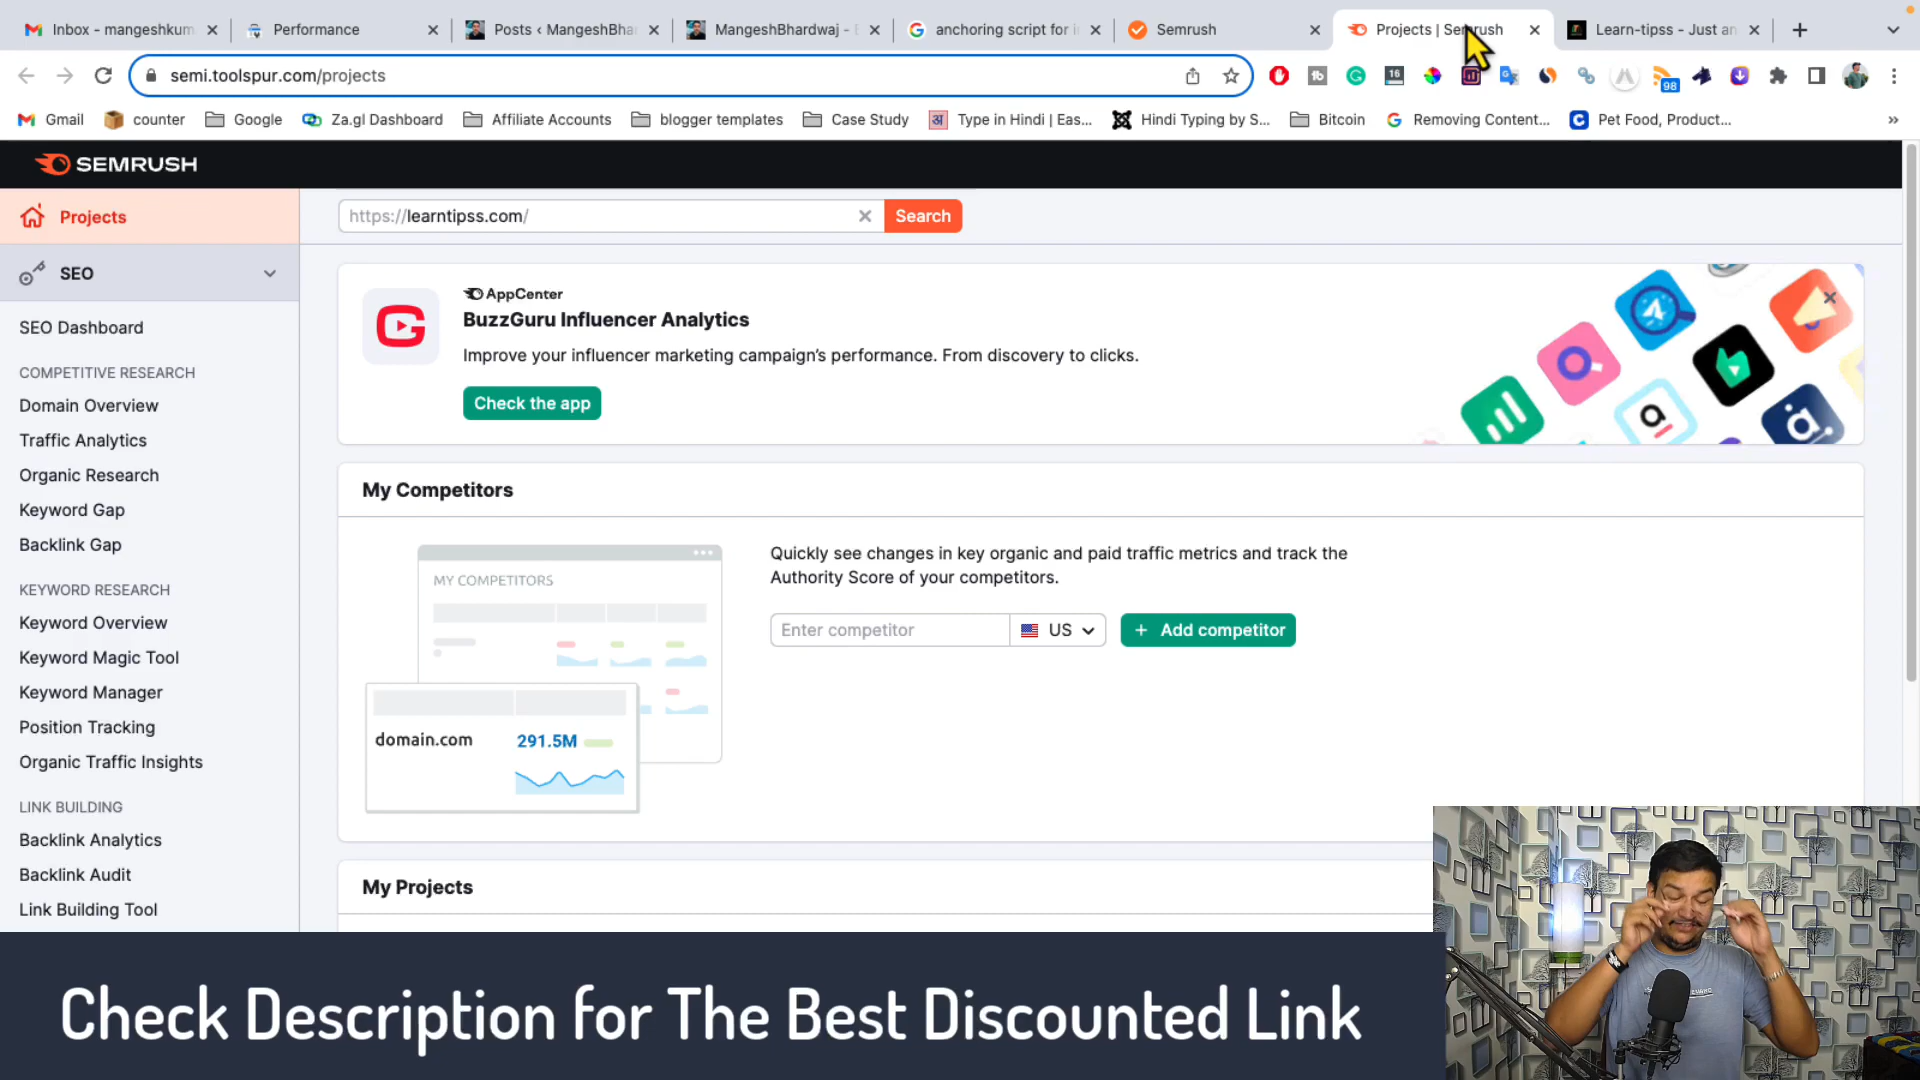 Inbox - mangeshkum
Performance
Posts ‹ MangeshBhar
MangeshBhardwaj - E
anchoring script for i
Semrush
Projects | Semrush
Learn-tipss - Just an
semi.toolspur.com/projects
16
98
Gmail
counter
Google
Za.gl Dashboard
Affiliate Accounts
blogger templates
Case Study
अ
Type in Hindi | Eas...
Hindi Typing by S...
Bitcoin
Removing Content...
Pet Food, Product...
»
SEMRUSH
Projects
https://learntipss.com/
Search
SEO
AppCenter
BuzzGuru Influencer Analytics
Improve your influencer marketing campaign's performance. From discovery to clicks.
Check the app
SEO Dashboard
COMPETITIVE RESEARCH
Domain Overview
Traffic Analytics
Organic Research
Keyword Gap
Backlink Gap
KEYWORD RESEARCH
Keyword Overview
Keyword Magic Tool
Keyword Manager
Position Tracking
Organic Traffic Insights
LINK BUILDING
Backlink Analytics
Backlink Audit
Link Building Tool
My Competitors
MY COMPETITORS
domain.com 291.5M
Quickly see changes in key organic and paid traffic metrics and track the
Authority Score of your competitors.
Enter competitor
US
+ Add competitor
My Projects
Check Description for The Best Discounted Link